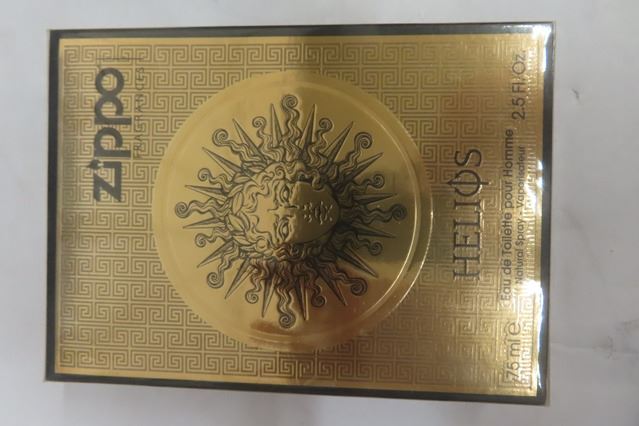 zippo
FRAGRANCES
HELIOS
Eau de Toilette pour Homme
Natural Spray - Vaporisateur
75 ml e 2.5 Fl.Oz.